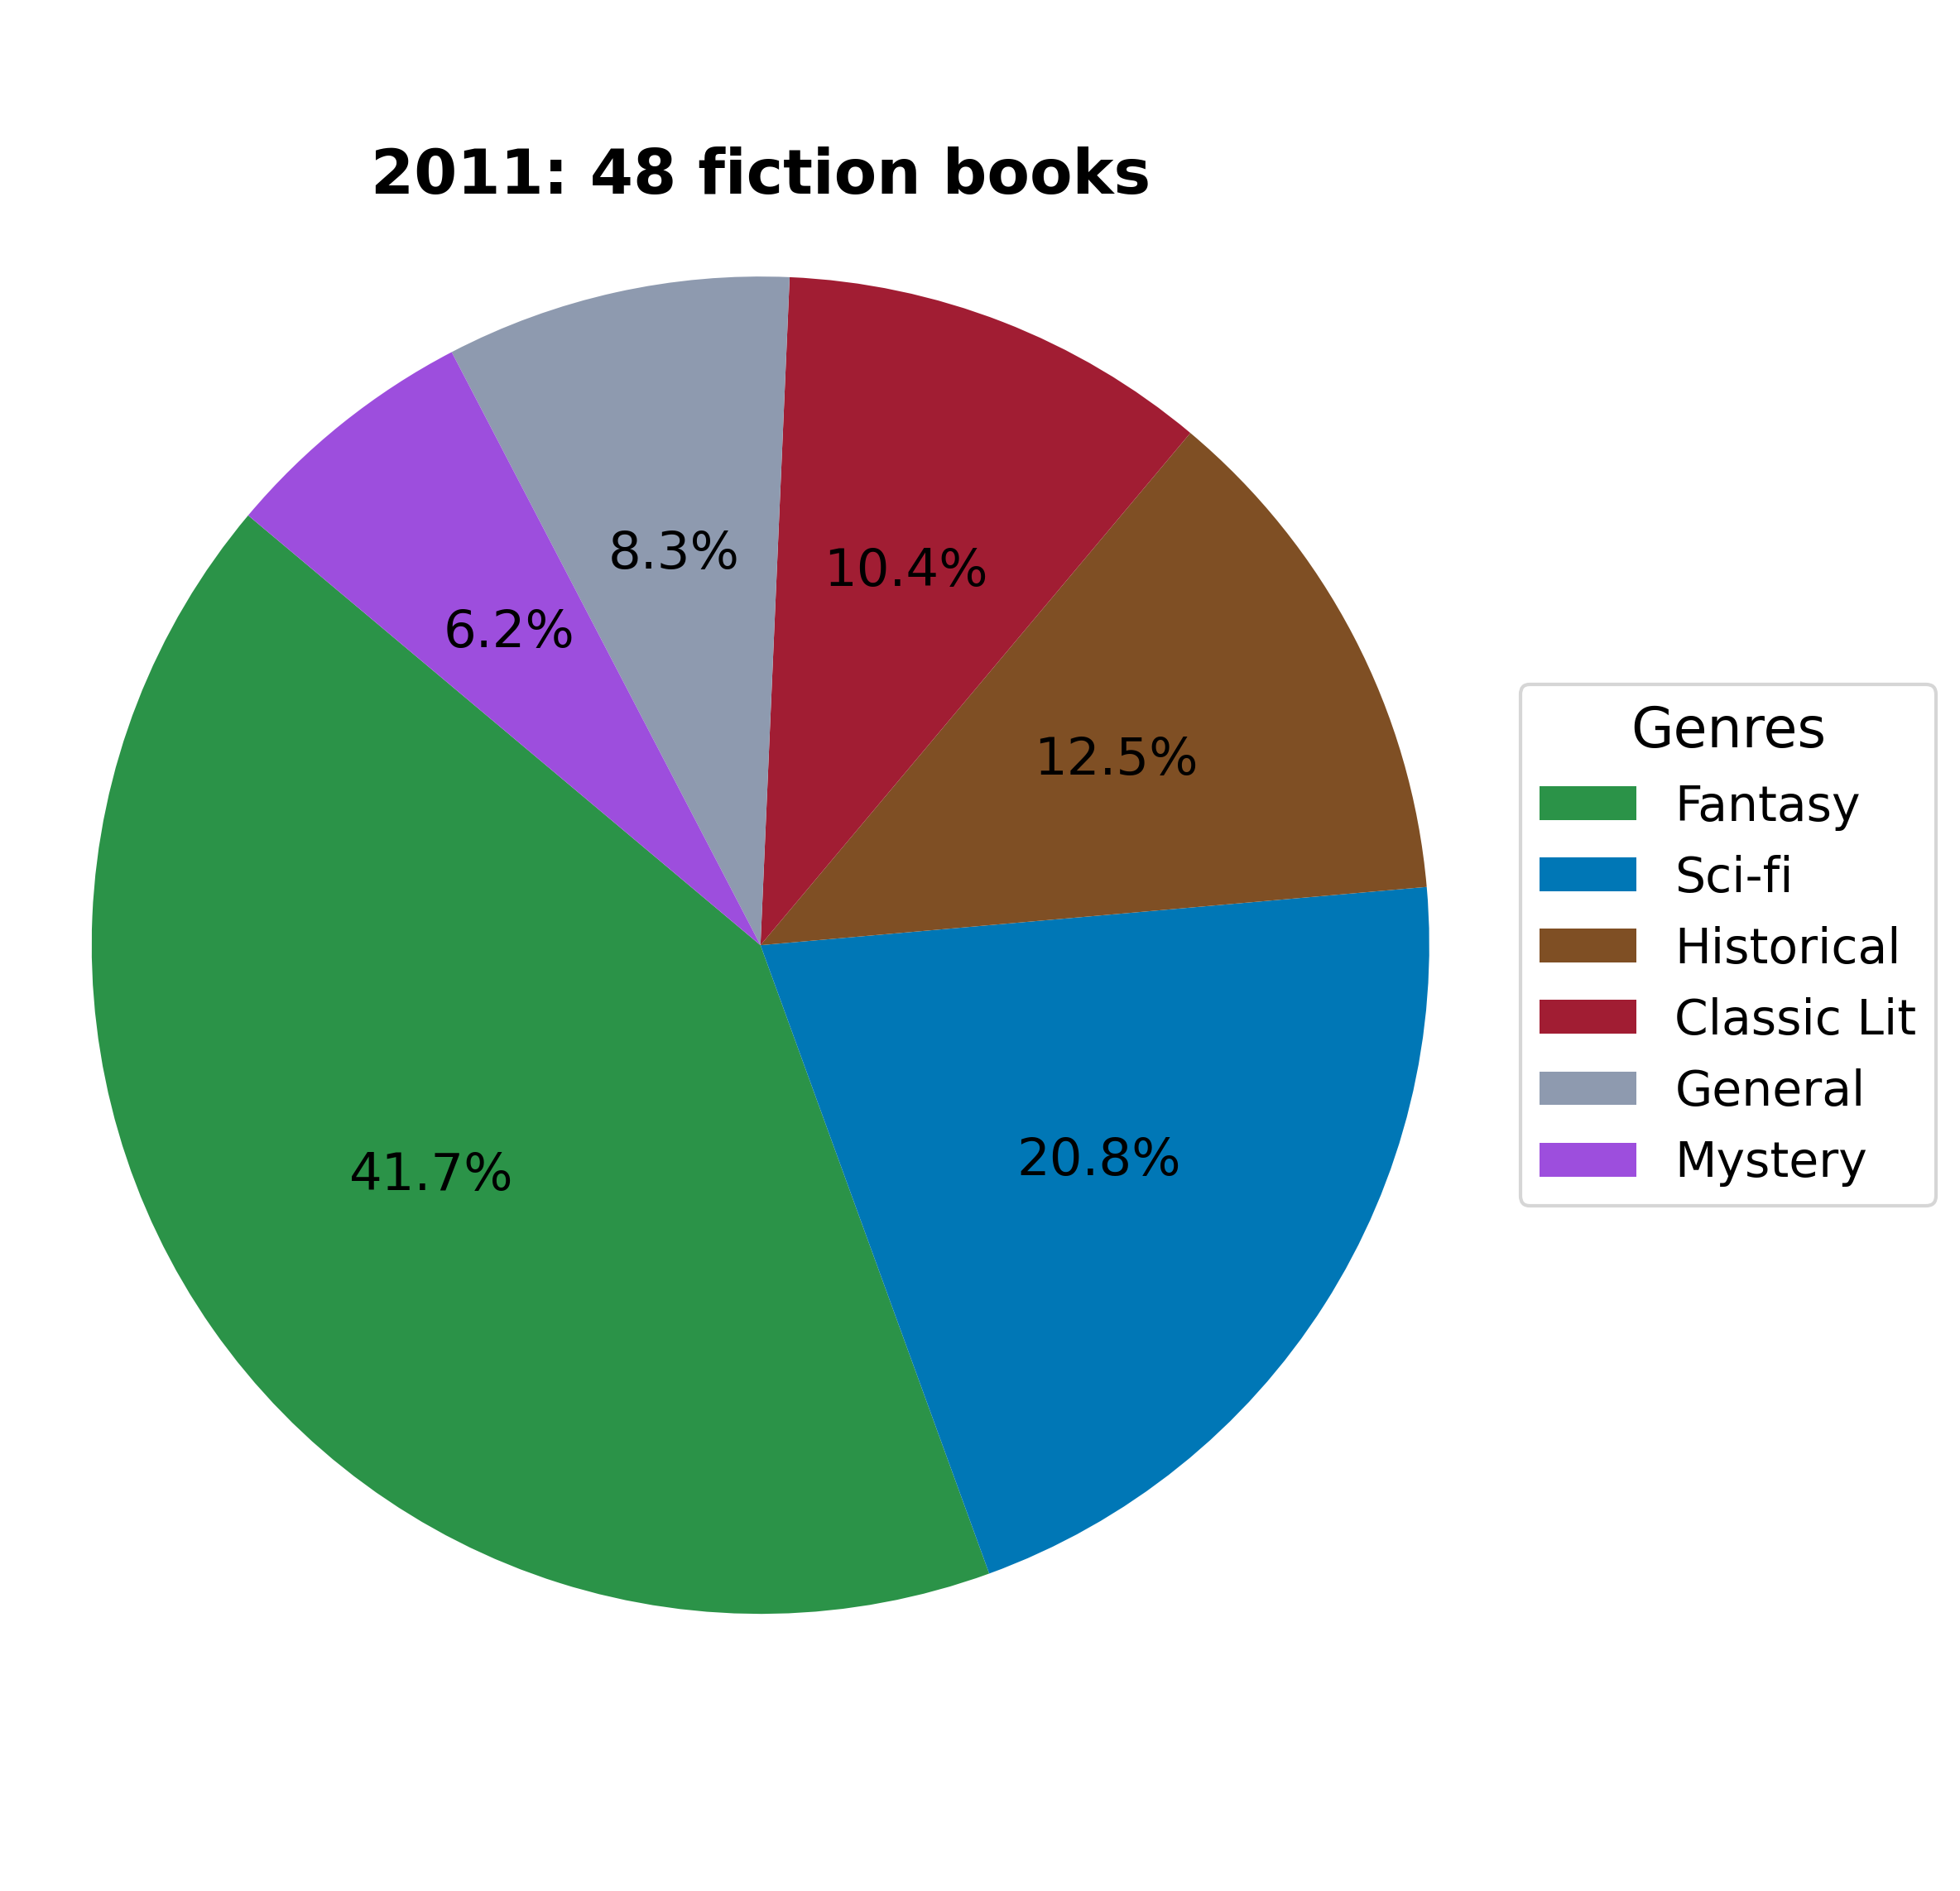 2011: 48 fiction books
8.3%
10.4%
6.2%
12.5%
41.7%
20.8%
Genres
Fantasy
Sci-fi
Historical
Classic Lit
General
Mystery